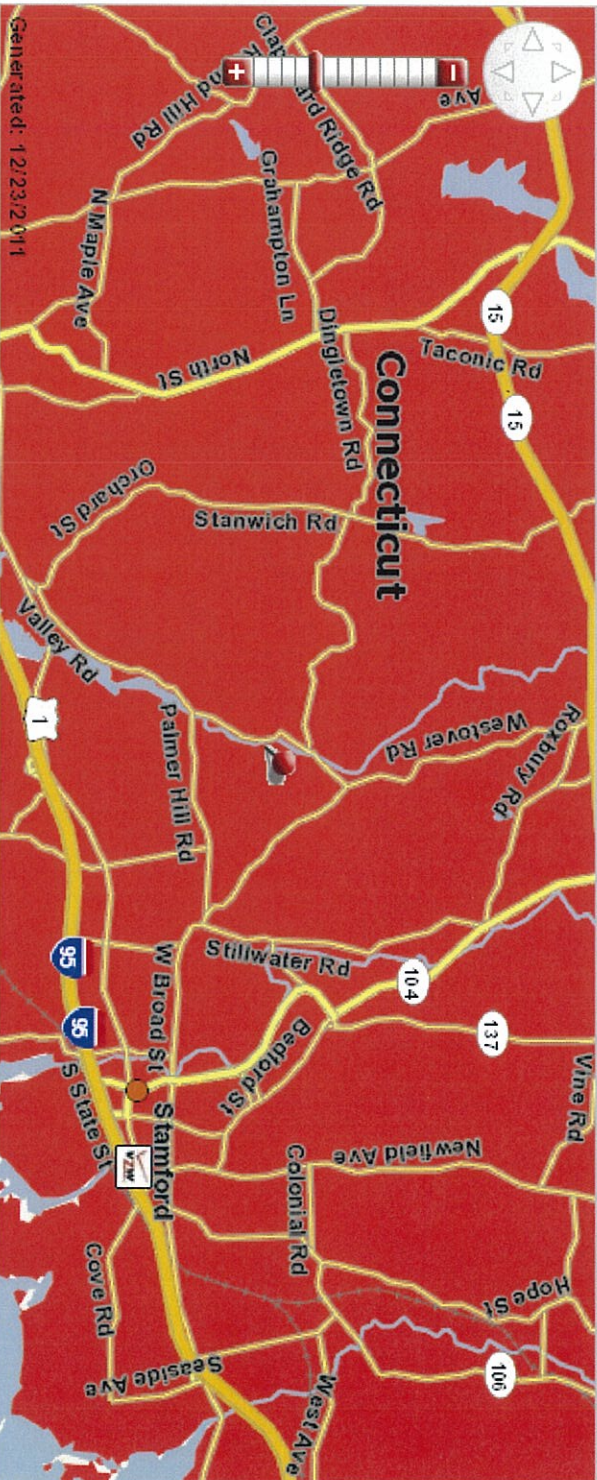 Vine Rd
Roxbury Rd
Hope St
15
15
Taconic Rd
Ave
Westover Rd
104
137
Newfield Ave
106
Connecticut
Clap ard Ridge Rd
Dingletown Rd
Grahampton Ln
Stanwich Rd
Stillwater Rd
Bedford St
Colonial Rd
West Ave
nd Hill Rd
North St
Palmer Hill Rd
W Broad St
Stamford
Seaside Ave
vzw
N Maple Ave
Orchard St
Valley Rd
1
95
95
S State St
Cove Rd
Generated: 12/23/2011